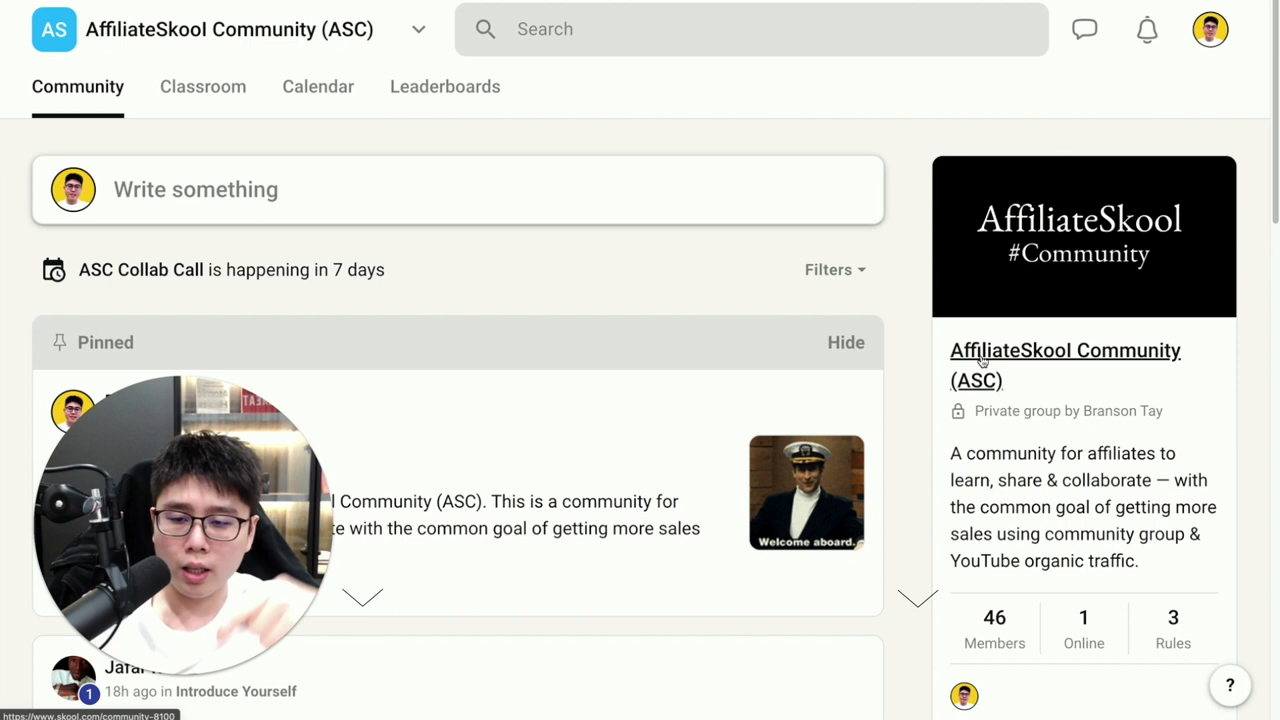 AS AffiliateSkool Community (ASC)
Search
Community Classroom Calendar Leaderboards
Write something
ASC Collab Call is happening in 7 days
Filters
Pinned
Hide
l Community (ASC). This is a community for
te with the common goal of getting more sales
Welcome aboard.
1
18h ago in Introduce Yourself
AffiliateSkool
#Community
AffiliateSkool Community
(ASC)
Private group by Branson Tay
A community for affiliates to
learn, share & collaborate — with
the common goal of getting more
sales using community group &
YouTube organic traffic.
46 1 3
Members Online Rules
?
https://www.skool.com/community-8100